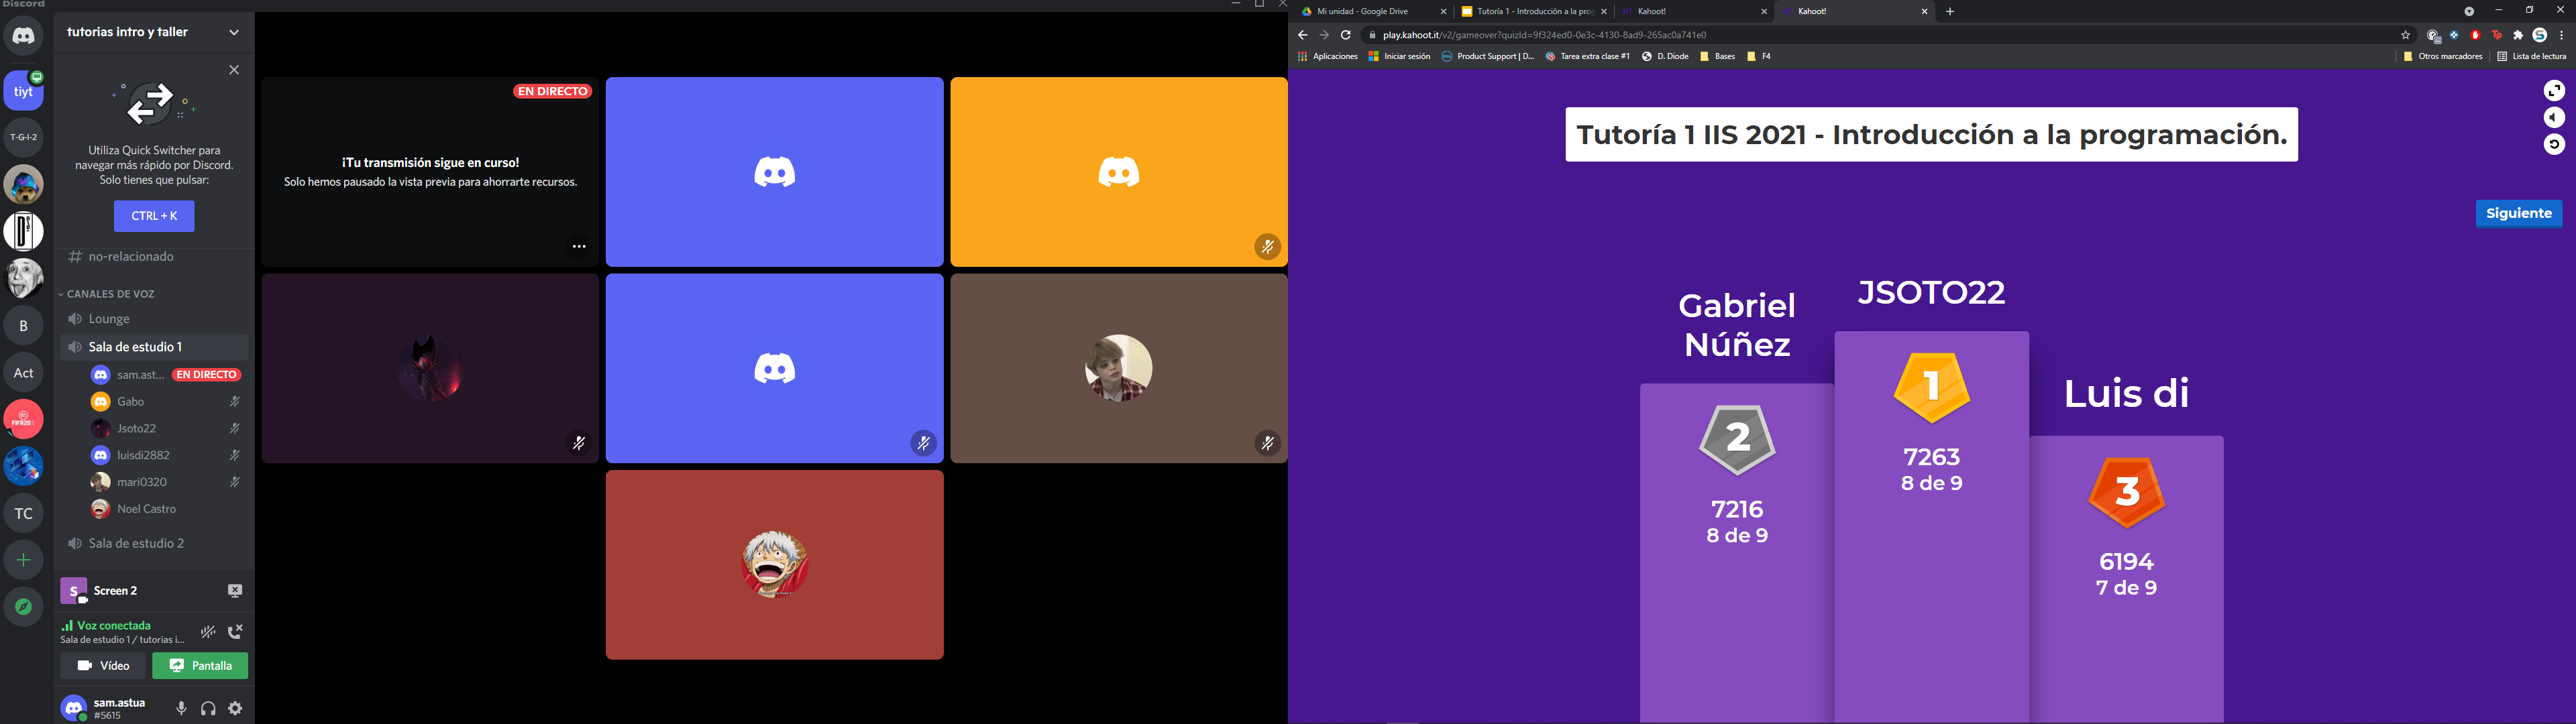 Discord
tutorias intro y taller
tiyt
T-G-I-2
Utiliza Quick Switcher para
navegar más rápido por Discord.
Solo tienes que pulsar:
CTRL + K
no-relacionado
CANALES DE VOZ
Lounge
Sala de estudio 1
sam.ast... EN DIRECTO
Gabo
Jsoto22
luisdi2882
mari0320
Noel Castro
Sala de estudio 2
B
Act
FIFA20
TC
S
Screen 2
Voz conectada
Sala de estudio 1 / tutorias i...
Vídeo
Pantalla
sam.astua
#5615
EN DIRECTO
¡Tu transmisión sigue en curso!
Solo hemos pausado la vista previa para ahorrarte recursos.
Mi unidad - Google Drive
Tutoría 1 - Introducción a la prog
Kahoot!
Kahoot!
play.kahoot.it/v2/gameover?quizId=9f324ed0-0e3c-4130-8ad9-265ac0a741e0
Aplicaciones
Iniciar sesión
Product Support | D...
Tarea extra clase #1
D. Diode
Bases
F4
Otros marcadores
Lista de lectura
Tutoría 1 IIS 2021 - Introducción a la programación.
Siguiente
Gabriel
Núñez
2
7216
8 de 9
JSOTO22
1
7263
8 de 9
Luis di
3
6194
7 de 9